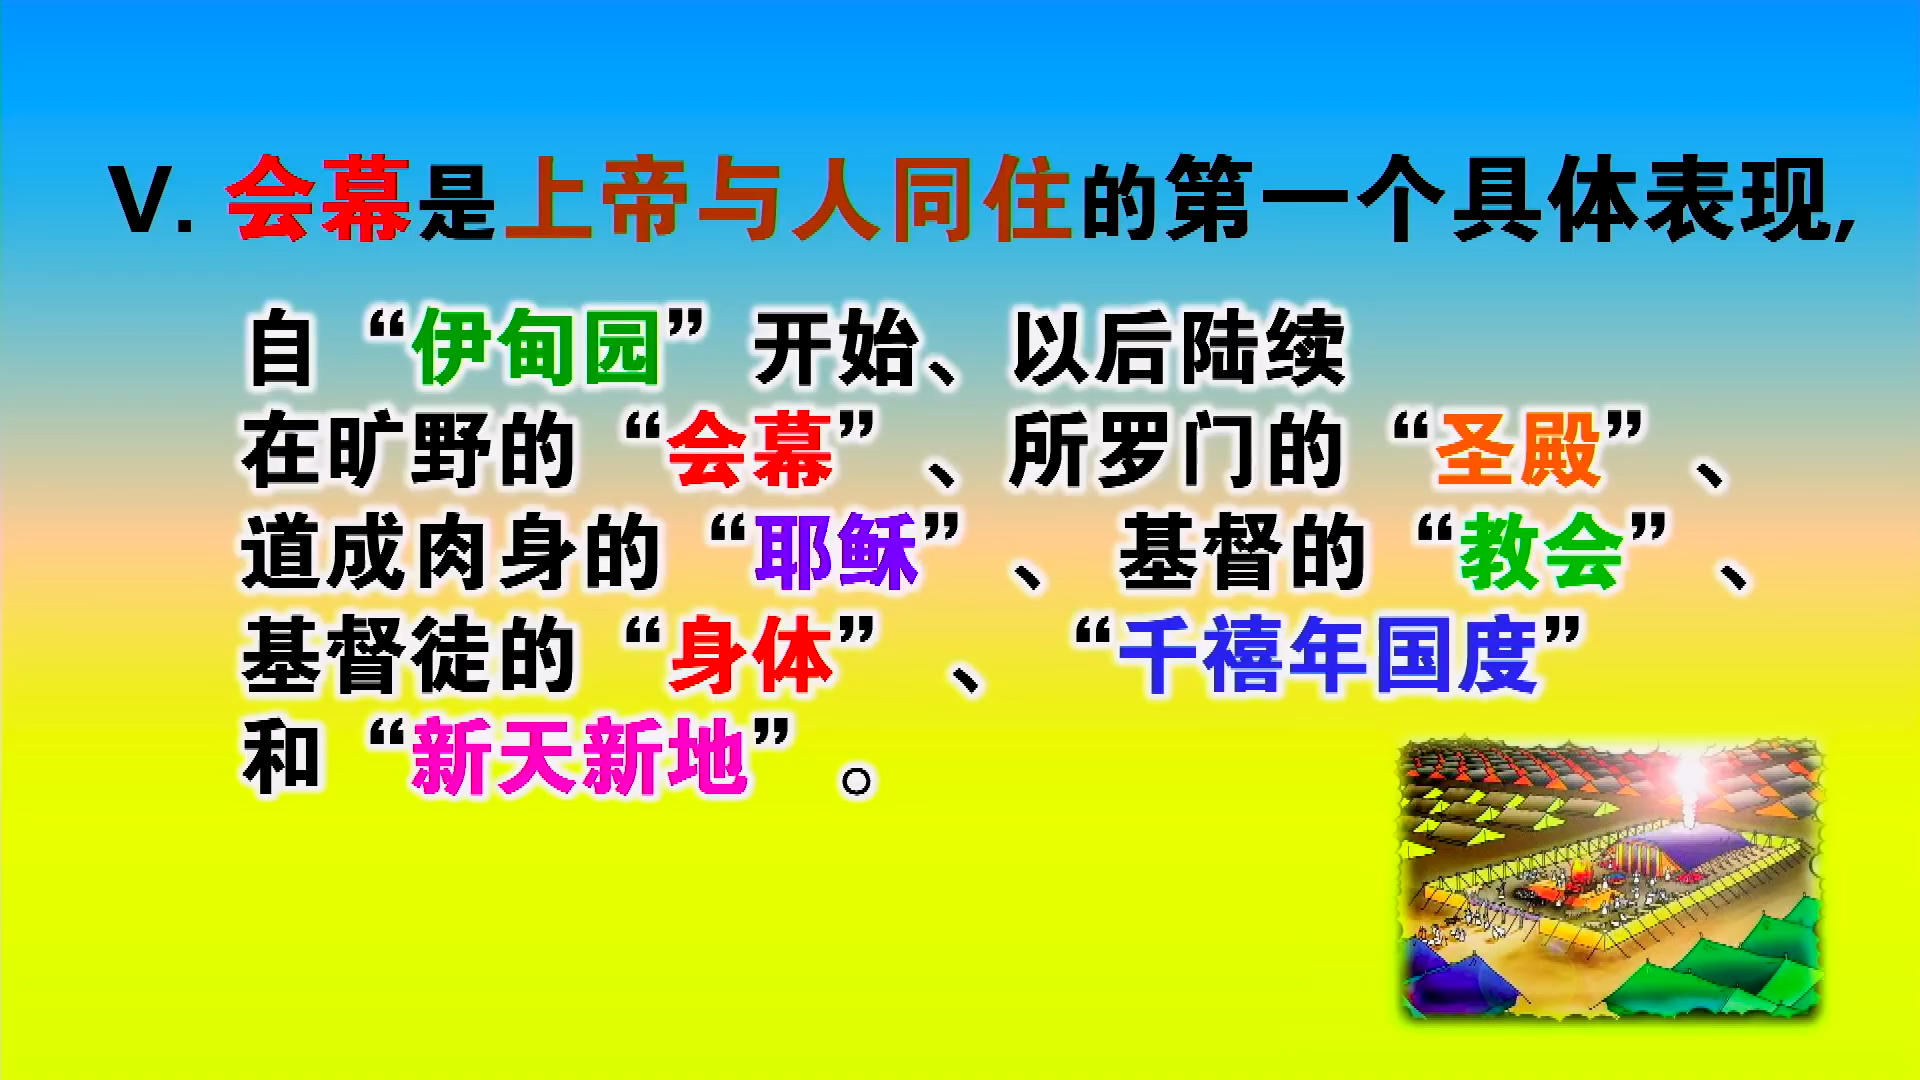 V. 会幕是上帝与人同住的第一个具体表现,
自“伊甸园”开始、以后陆续
在旷野的“会幕”、所罗门的“圣殿”、
道成肉身的“耶稣”、基督的“教会”、
基督徒的“身体”、“千禧年国度”
和“新天新地”。